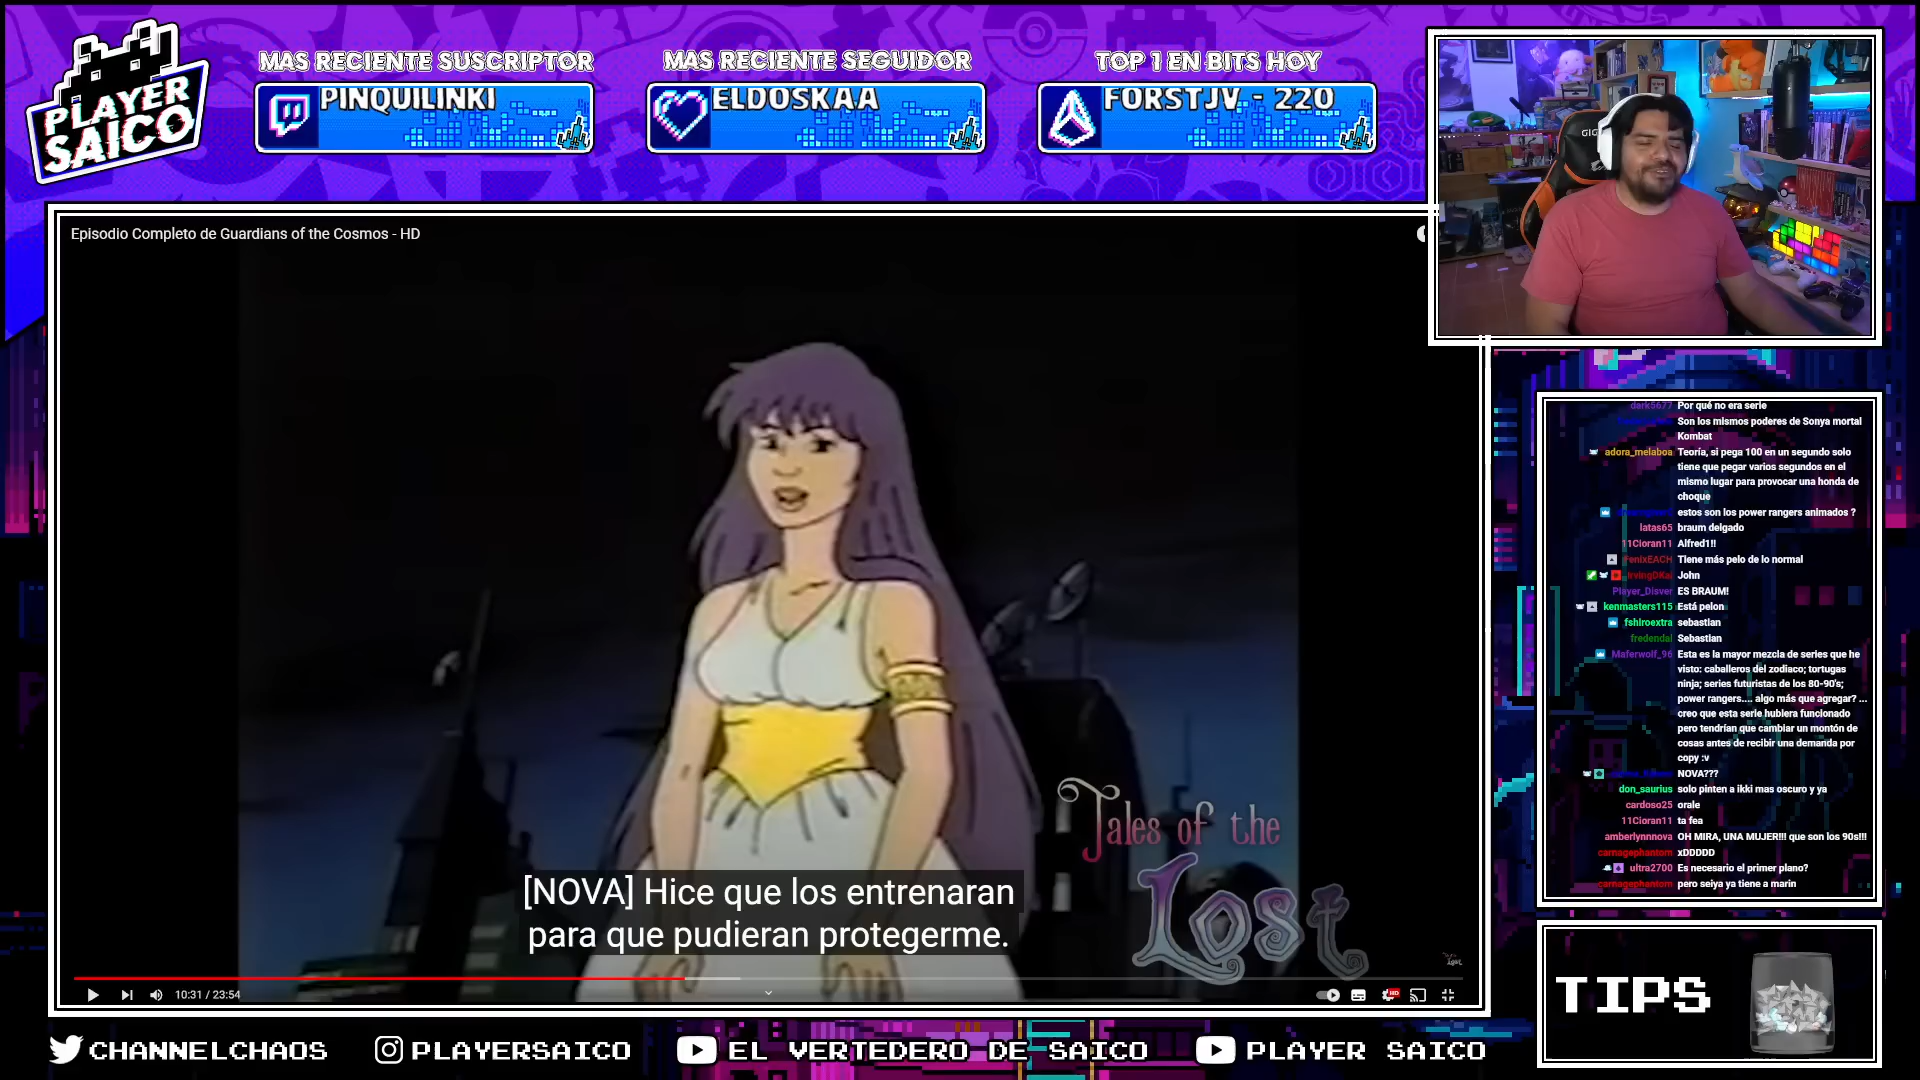 PLAYER
SAICO
MAS RECIENTE SUSCRIPTOR
PINQUILINKI
MAS RECIENTE SEGUIDOR
ELDOSKAA
TOP 1 EN BITS HOY
FORSTJV - 220
GIG
Episodio Completo de Guardians of the Cosmos - HD
Tales of the
Lost
[NOVA] Hice que los entrenaran
para que pudieran protegerme.
10:31 / 23:54
HD
dark5677 Por qué no era serie
Son los mismos poderes de Sonya mortal
Kombat
adora_melaboa Teoría, si pega 100 en un segundo solo
tiene que pegar varios segundos en el
mismo lugar para provocar una honda de
choque
estos son los power rangers animados ?
latas65 braum delgado
11Cioran11 Alfred1!!
FenixEACH Tiene más pelo de lo normal
IrvingDKai John
Player_Disver ES BRAUM!
kenmasters115 Está pelon
fshiroextra sebastian
fredendal Sebastian
Maferwolf_96 Esta es la mayor mezcla de series que he
visto: caballeros del zodiaco; tortugas
ninja; series futuristas de los 80-90's;
power rangers.... algo más que agregar? ...
creo que esta serie hubiera funcionado
pero tendrían que cambiar un montón de
cosas antes de recibir una demanda por
copy :v
NOVA???
don_saurius solo pinten a ikki mas oscuro y ya
cardoso25 orale
11Cioran11 ta fea
amberlynnnova OH MIRA, UNA MUJER!!! que son los 90s!!!
carnagephantom xDDDDD
ultra2700 Es necesario el primer plano?
carnagephantom pero seiya ya tiene a marin
TIPS
CHANNELCHAOS
PLAYERSAICO
EL VERTEDERO DE SAICO
PLAYER SAICO